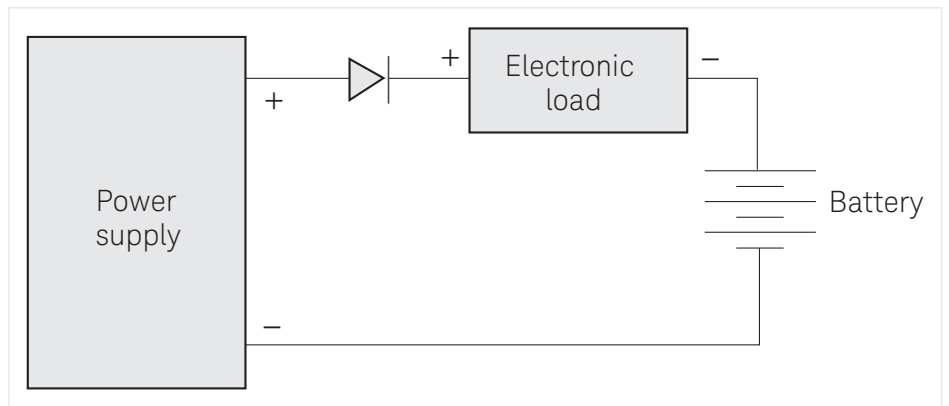 +
Electronic
load
−
+
Power
supply
Battery
−